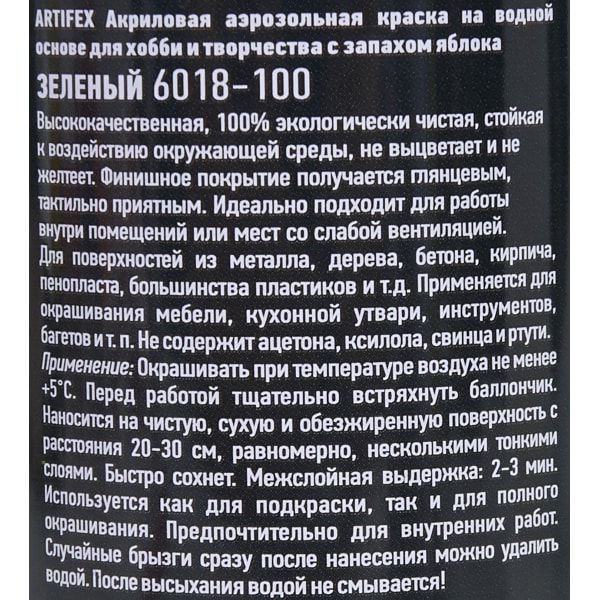 ARTIFEX Акриловая аэрозольная краска на водной
основе для хобби и творчества с запахом яблока
ЗЕЛЕНЫЙ 6018-100
Высококачественная, 100% экологически чистая, стойкая
к воздействию окружающей среды, не выцветает и не
желтеет. Финишное покрытие получается глянцевым,
тактильно приятным. Идеально подходит для работы
внутри помещений или мест со слабой вентиляцией.
Для поверхностей из металла, дерева, бетона, кирпича,
пенопласта, большинства пластиков и т.д. Применяется для
окрашивания мебели, кухонной утвари, инструментов,
багетов и т. п. Не содержит ацетона, ксилола, свинца и ртути.
Применение: Окрашивать при температуре воздуха не менее
+5°С. Перед работой тщательно встряхнуть баллончик.
Наносится на чистую, сухую и обезжиренную поверхность с
расстояния 20-30 см, равномерно, несколькими тонкими
слоями. Быстро сохнет. Межслойная выдержка: 2-3 мин.
Используется как для подкраски, так и для полного
окрашивания. Предпочтительно для внутренних работ.
Случайные брызги сразу после нанесения можно удалить
водой. После высыхания водой не смывается!